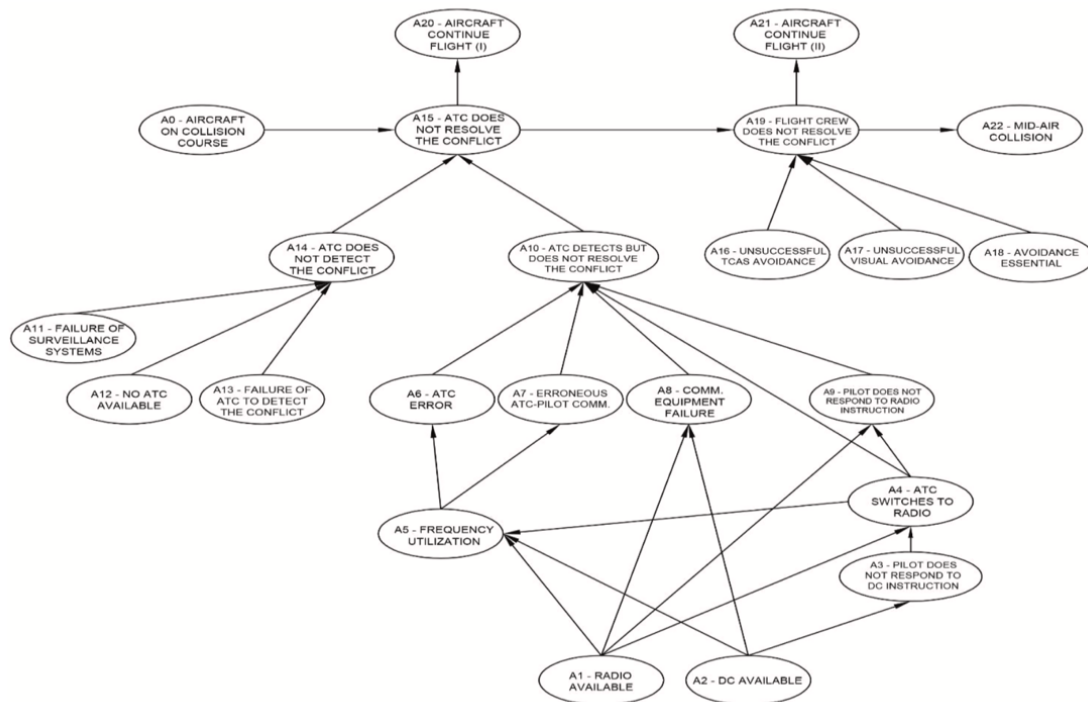 A20 - AIRCRAFT
CONTINUE
FLIGHT (I)
A21 - AIRCRAFT
CONTINUE
FLIGHT (II)
A0 - AIRCRAFT
ON COLLISION
COURSE
A15 - ATC DOES
NOT RESOLVE
THE CONFLICT
A19 - FLIGHT CREW
DOES NOT RESOLVE
THE CONFLICT
A22 - MID-AIR
COLLISION
A14 - ATC DOES
NOT DETECT
THE CONFLICT
A10 - ATC DETECTS BUT
DOES NOT RESOLVE
THE CONFLICT
A16 - UNSUCCESSFUL
TCAS AVOIDANCE
A17 - UNSUCCESSFUL
VISUAL AVOIDANCE
A18 - AVOIDANCE
ESSENTIAL
A11 - FAILURE OF
SURVEILLANCE
SYSTEMS
A12 - NO ATC
AVAILABLE
A13 - FAILURE OF
ATC TO DETECT
THE CONFLICT
A6 - ATC
ERROR
A7 - ERRONEOUS
ATC-PILOT COMM.
A8 - COMM.
EQUIPMENT
FAILURE
A9 - PILOT DOES NOT
RESPOND TO RADIO
INSTRUCTION
A4 - ATC
SWITCHES TO
RADIO
A5 - FREQUENCY
UTILIZATION
A3 - PILOT DOES
NOT RESPOND TO
DC INSTRUCTION
A1 - RADIO
AVAILABLE
A2 - DC AVAILABLE